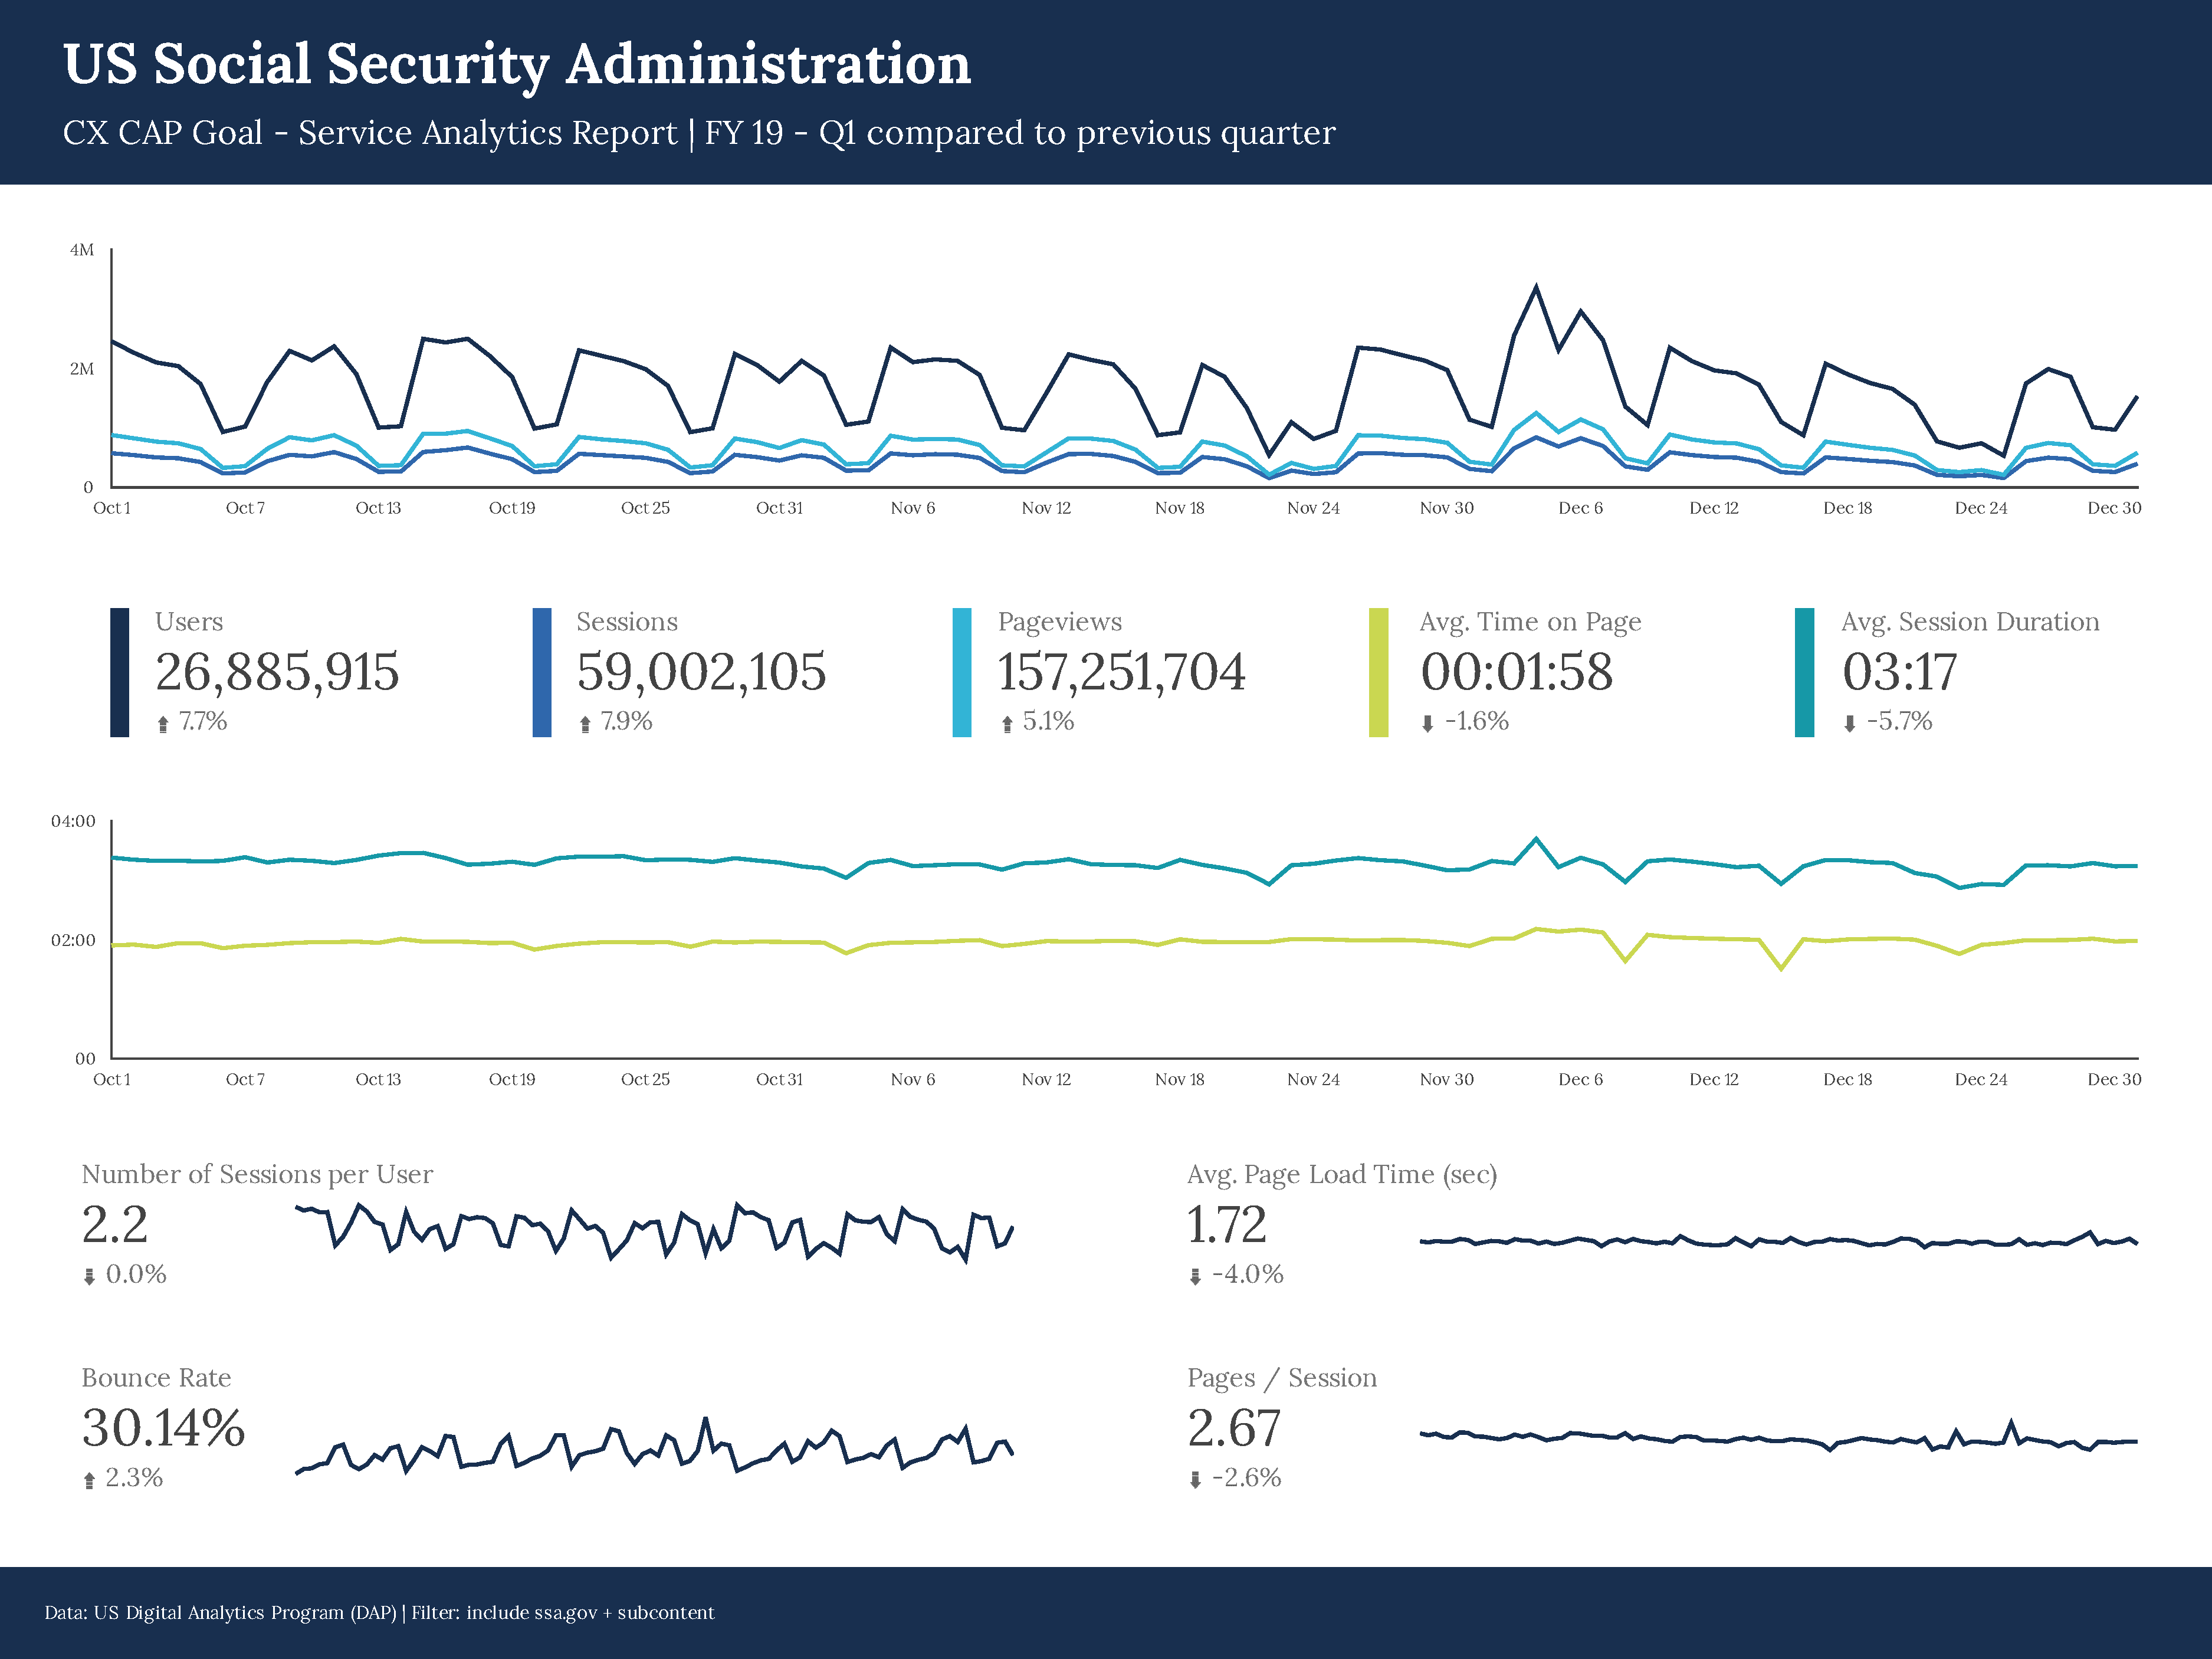 US Social Security Administration
CX CAP Goal - Service Analytics Report | FY 19 - Q1 compared to previous quarter
4M
2M
0
Oct 1 Oct 7 Oct 13 Oct 19 Oct 25 Oct 31 Nov 6 Nov 12 Nov 18 Nov 24 Nov 30 Dec 6 Dec 12 Dec 18 Dec 24 Dec 30
Users Sessions Pageviews Avg. Time on Page Avg. Session Duration
26,885,915 59,002,105 157,251,704 00:01:58 03:17
7.7% 7.9% 5.1% -1.6% -5.7%
04:00
02:00
00
Oct 1 Oct 7 Oct 13 Oct 19 Oct 25 Oct 31 Nov 6 Nov 12 Nov 18 Nov 24 Nov 30 Dec 6 Dec 12 Dec 18 Dec 24 Dec 30
Number of Sessions per User Avg. Page Load Time (sec)
2.2 1.72
0.0% -4.0%
Bounce Rate Pages / Session
30.14% 2.67
2.3% -2.6%
Data: US Digital Analytics Program (DAP) | Filter: include ssa.gov + subcontent